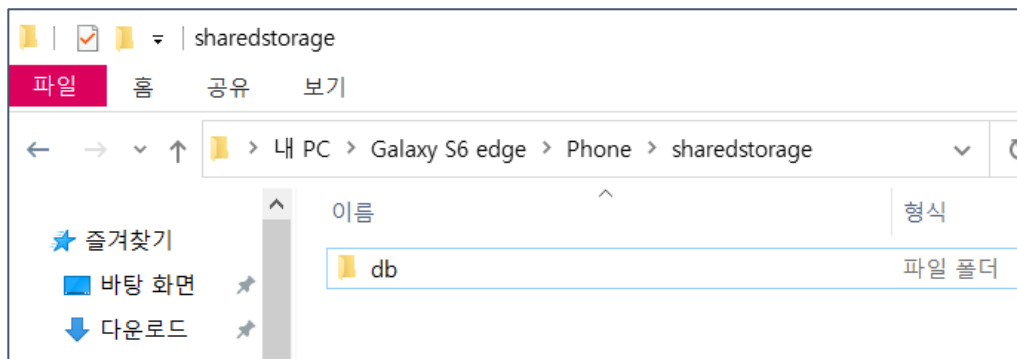 sharedstorage
파일 홈 공유 보기
내 PC > Galaxy S6 edge > Phone > sharedstorage
이름 형식
즐겨찾기
db 파일 폴더
바탕 화면
다운로드